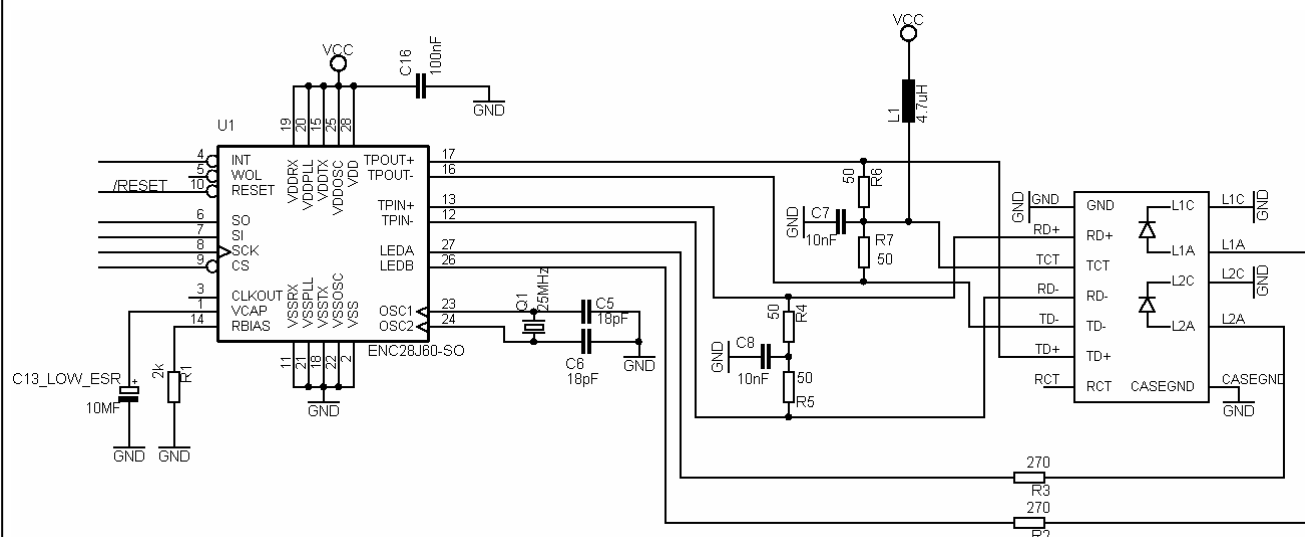 VCC
C16
100nF
GND
VCC
L1
4.7uH
U1
19
20
15
25
28
VDDRX
VDDPLL
VDDTX
VDDOSC
VDD
4 INT
5 WOL
/RESET 10 RESET
6 SO
7 SI
8 SCK
9 CS
3 CLKOUT
1 VCAP
14 RBIAS
VSSRX
VSSPLL
VSSTX
VSSOSC
VSS
11
21
18
22
2
GND
TPOUT+ 17
TPOUT- 16
TPIN+ 13
TPIN- 12
LEDA 27
LEDB 26
OSC1 23
OSC2 24
ENC28J60-SO
Q1
25MHz
C5
18pF
C6
18pF
GND
C13_LOW_ESR
10MF
GND
2k
R1
GND
50
R6
GND
C7
10nF
R7
50
50
R4
GND
C8
10nF
50
R5
GND GND GND
RD+ RD+
TCT TCT
RD- RD-
TD- TD-
TD+ TD+
RCT RCT
L1C L1C GND
L1A L1A
L2C L2C GND
L2A L2A
CASEGND CASEGND
GND
270
R3
270
R2